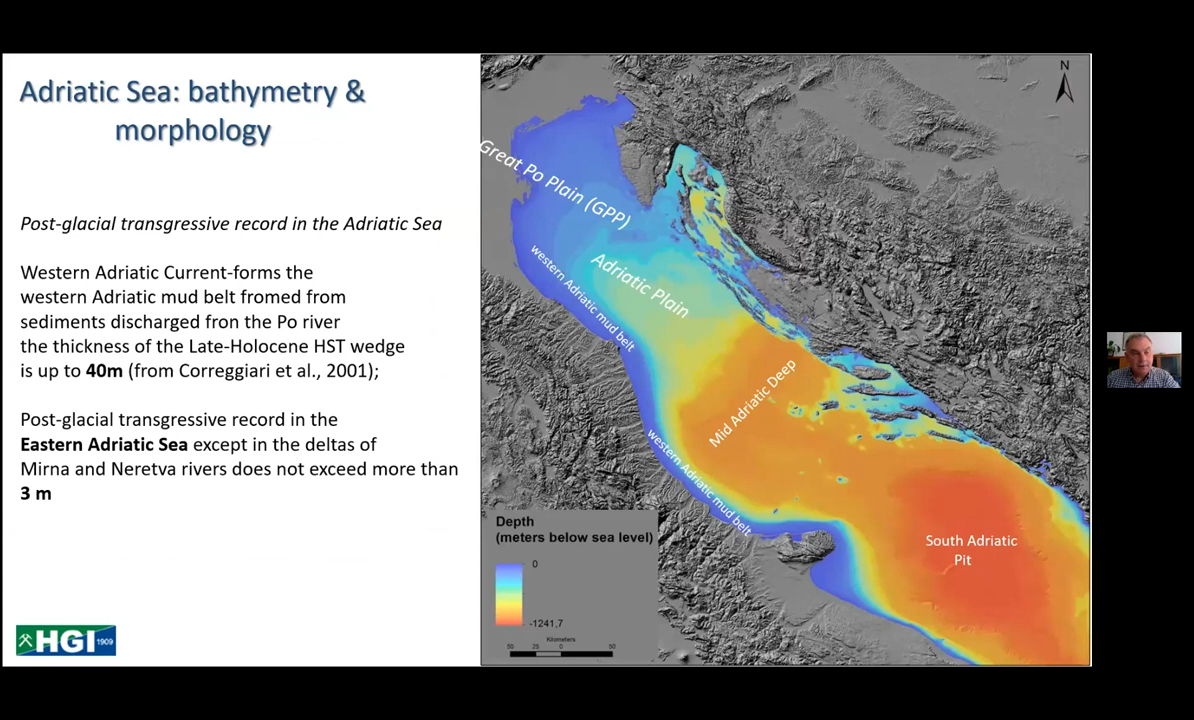 Adriatic Sea: bathymetry &
morphology
Post-glacial transgressive record in the Adriatic Sea
Western Adriatic Current-forms the
western Adriatic mud belt fromed from
sediments discharged fron the Po river
the thickness of the Late-Holocene HST wedge
is up to 40m (from Correggiari et al., 2001);
Post-glacial transgressive record in the
Eastern Adriatic Sea except in the deltas of
Mirna and Neretva rivers does not exceed more than
3 m
HGI 1909
N
Great Po Plain (GPP)
Adriatic Plain
western Adriatic mud belt
Mid Adriatic Deep
western Adriatic mud belt
South Adriatic
Pit
Depth
(meters below sea level)
0
-1241,7
Kilometers
50 25 0 50